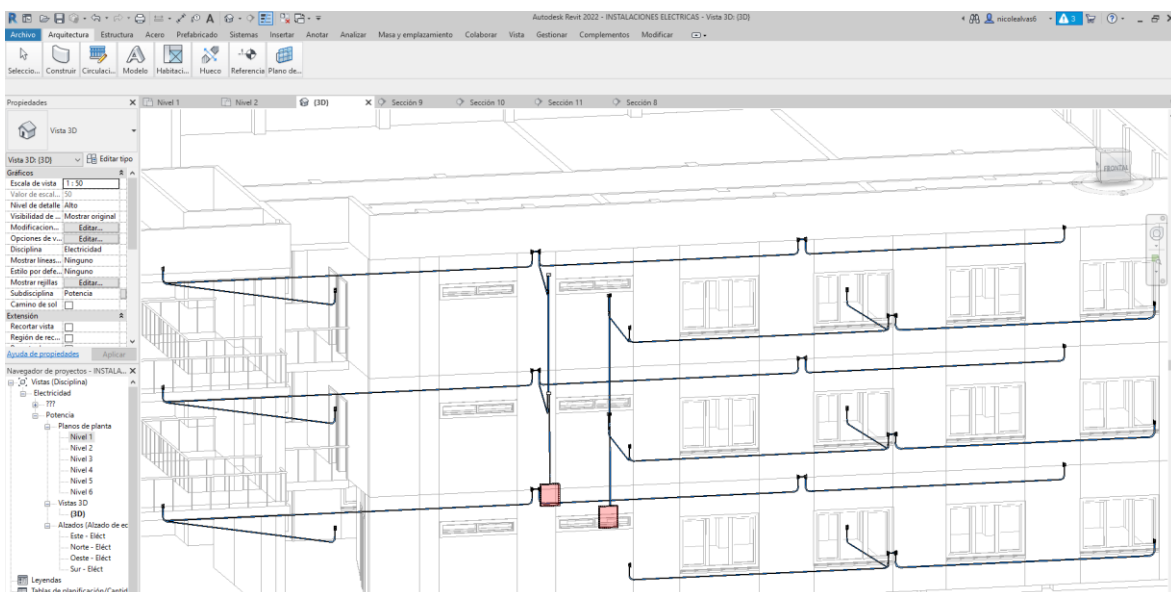 Autodesk Revit 2022 - INSTALACIONES ELECTRICAS - Vista 3D: {3D}
nicolealvas6
3
Archivo Arquitectura Estructura Acero Prefabricado Sistemas Insertar Anotar Analizar Masa y emplazamiento Colaborar Vista Gestionar Complementos Modificar
Seleccio... Construir Circulaci... Modelo Habitaci... Hueco Referencia Plano de...
Propiedades
Nivel 1 Nivel 2 {3D} Sección 9 Sección 10 Sección 11 Sección 8
Vista 3D
Vista 3D: {3D} Editar tipo
Gráficos
Escala de vista 1 : 50
Valor de escal... 50
Nivel de detalle Alto
Visibilidad de ... Mostrar original
Modificacion... Editar...
Opciones de v... Editar...
Disciplina Electricidad
Mostrar líneas... Ninguno
Estilo por defe... Ninguno
Mostrar rejillas Editar...
Subdisciplina Potencia
Camino de sol
Extensión
Recortar vista
Región de rec...
Ayuda de propiedades Aplicar
Navegador de proyectos - INSTALA...
Vistas (Disciplina)
Electricidad
???
Potencia
Planos de planta
Nivel 1
Nivel 2
Nivel 3
Nivel 4
Nivel 5
Nivel 6
Vistas 3D
{3D}
Alzados (Alzado de ec
Este - Eléct
Norte - Eléct
Oeste - Eléct
Sur - Eléct
Leyendas
Tablas de planificación/Cantid
FRONTAL